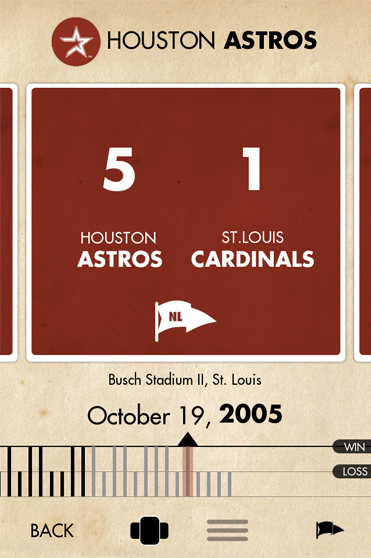 HOUSTON ASTROS
5 1
HOUSTON ST.LOUIS
ASTROS CARDINALS
NL
Busch Stadium II, St. Louis
October 19, 2005
WIN
LOSS
BACK